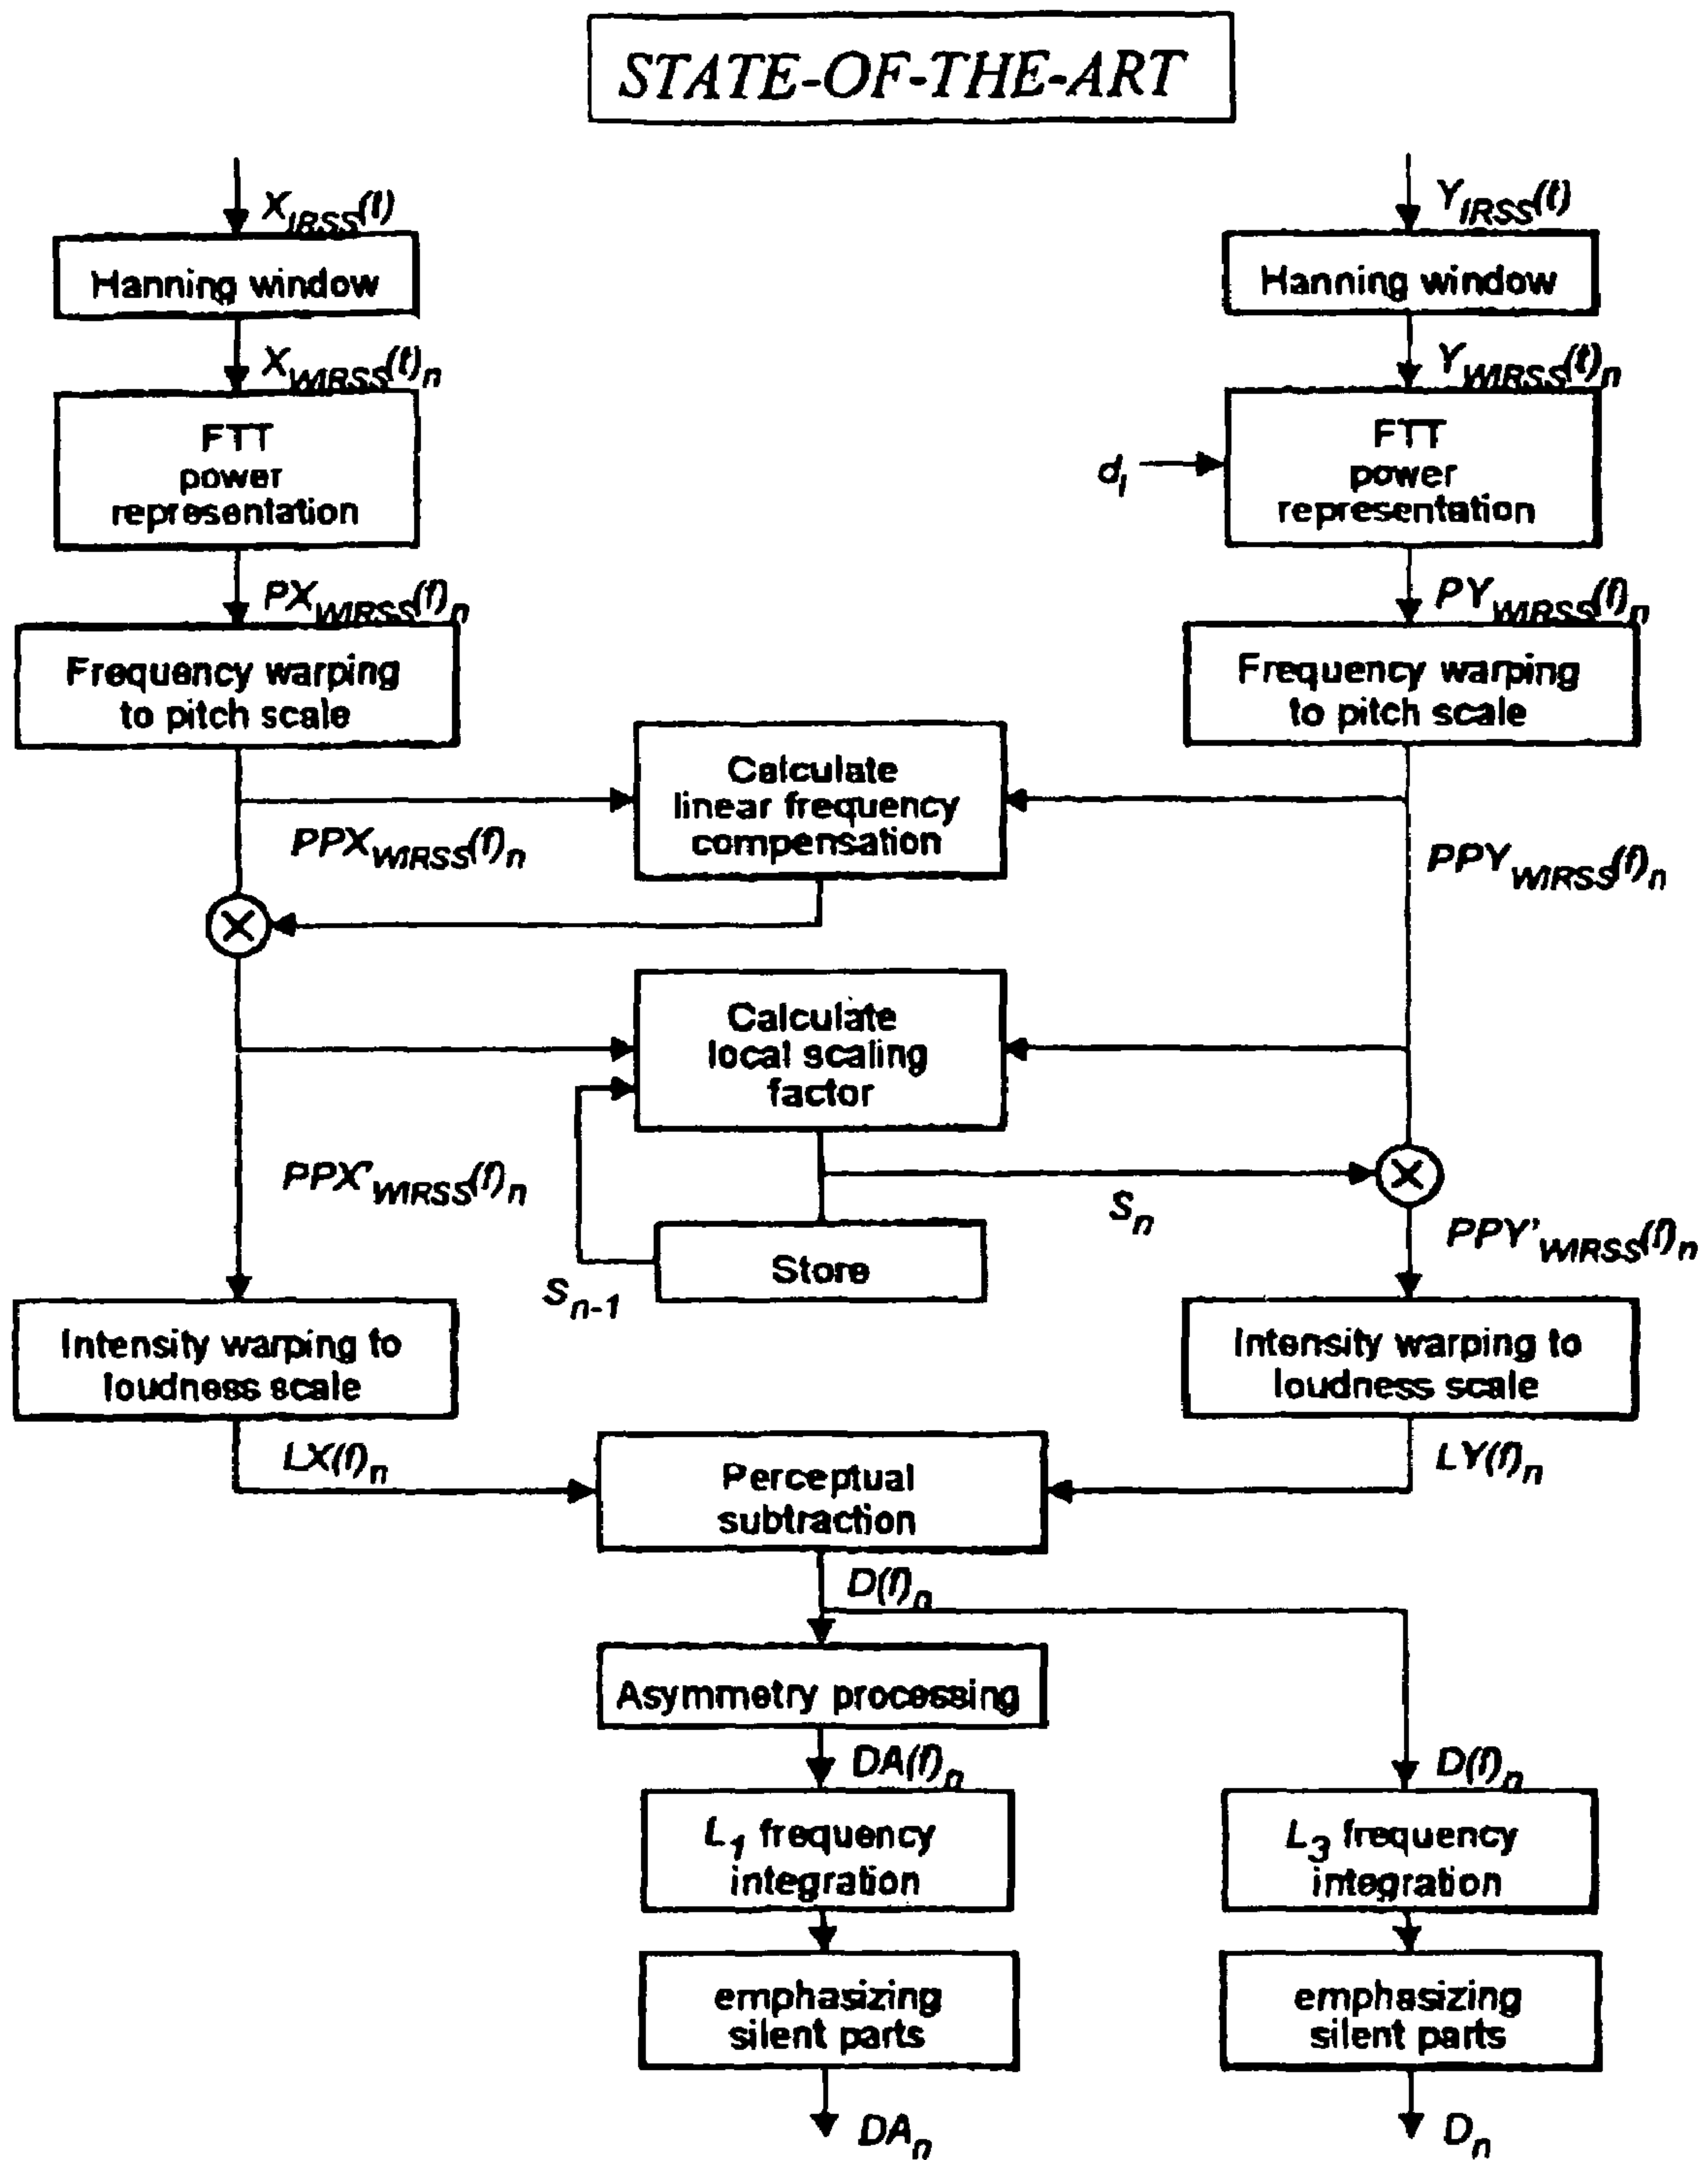 STATE-OF-THE-ART
X_IRSS(t)
Y_IRSS(t)
Hanning window
Hanning window
X_WIRSS(t)_n
Y_WIRSS(t)_n
FTT
power
representation
d_i
FTT
power
representation
PX_WIRSS(f)_n
PY_WIRSS(f)_n
Frequency warping
to pitch scale
Frequency warping
to pitch scale
Calculate
linear frequency
compensation
PPX_WIRSS(f)_n
PPY_WIRSS(f)_n
Calculate
local scaling
factor
PPX'_WIRSS(f)_n
S_n
PPY'_WIRSS(f)_n
Store
S_n-1
Intensity warping to
loudness scale
Intensity warping to
loudness scale
LX(f)_n
LY(f)_n
Perceptual
subtraction
D(f)_n
Asymmetry processing
DA(f)_n
D(f)_n
L_1 frequency
integration
L_3 frequency
integration
emphasizing
silent parts
emphasizing
silent parts
DA_n
D_n